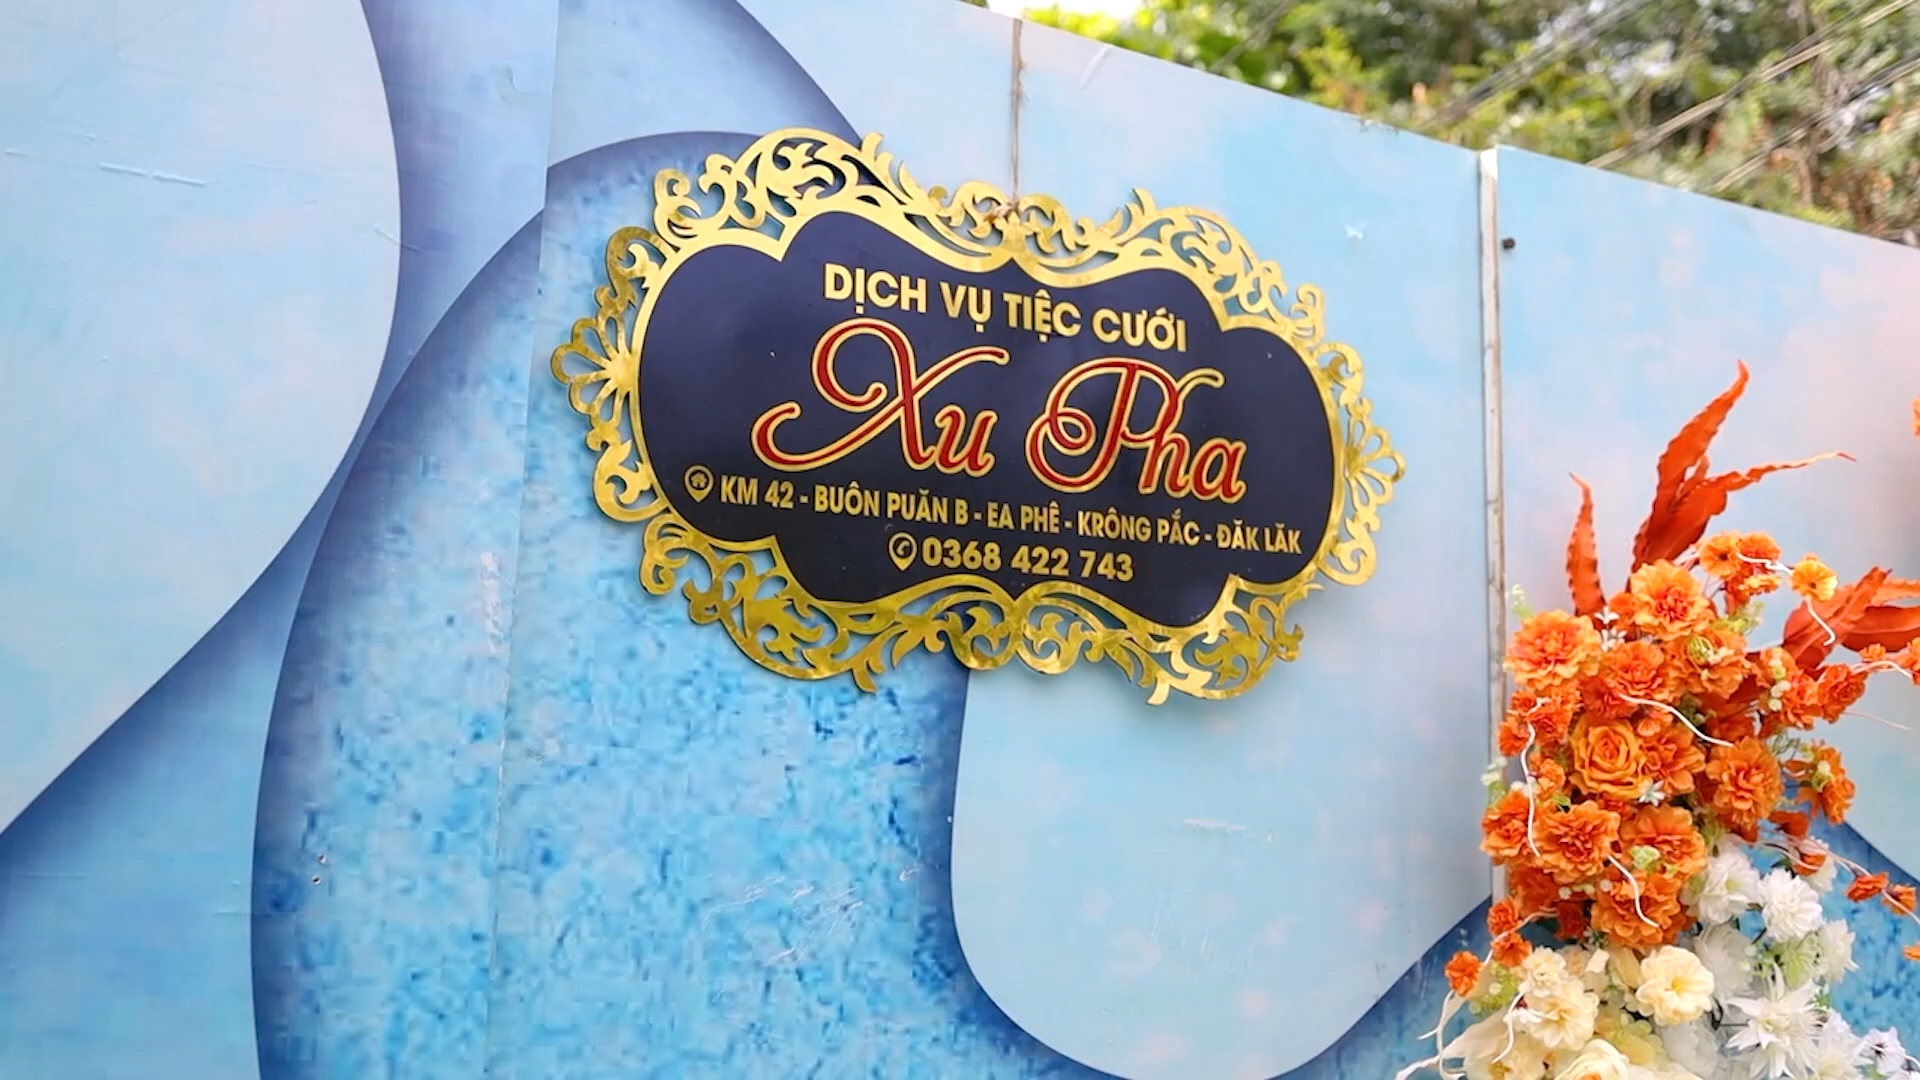 DỊCH VỤ TIỆC CƯỚI
Xu Pha
KM 42 - BUÔN PUĂN B - EA PHÊ - KRÔNG PẮC - ĐĂK LĂK
0368 422 743